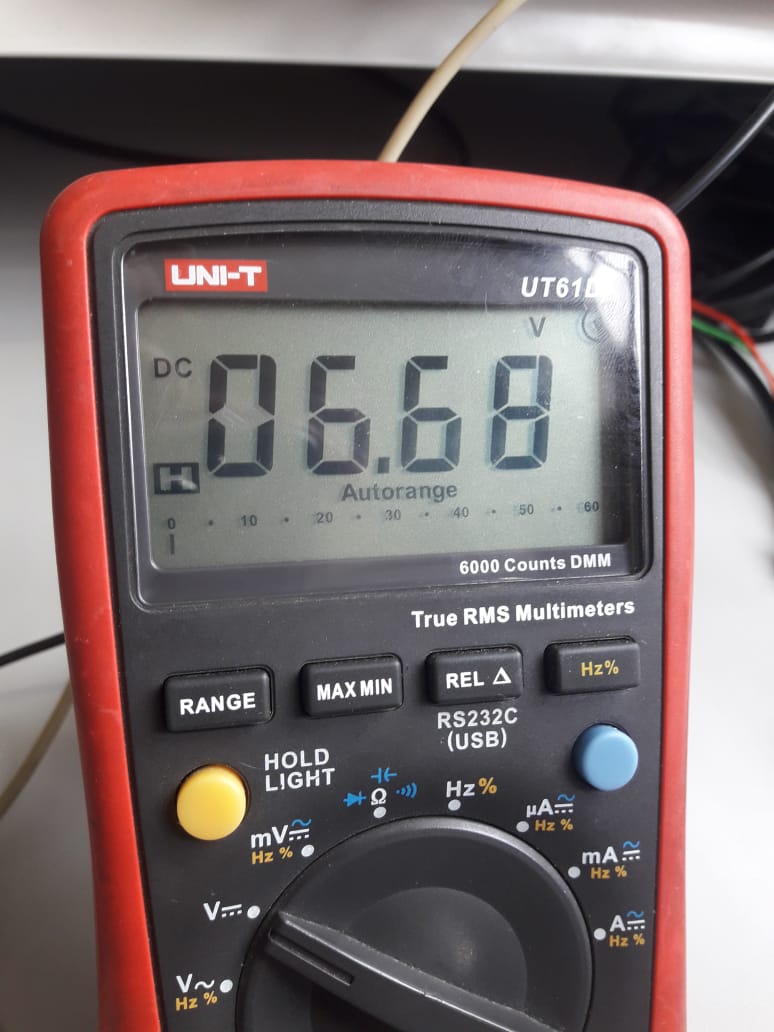 UNI-T
UT61D
V
DC
06.68
H
Autorange
0 10 20 30 40 50 60
6000 Counts DMM
True RMS Multimeters
RANGE
MAX MIN
REL Δ
Hz%
RS232C
(USB)
HOLD
LIGHT
Ω
Hz %
mV
Hz %
μA
Hz %
mA
Hz %
V
A
Hz %
V~
Hz %